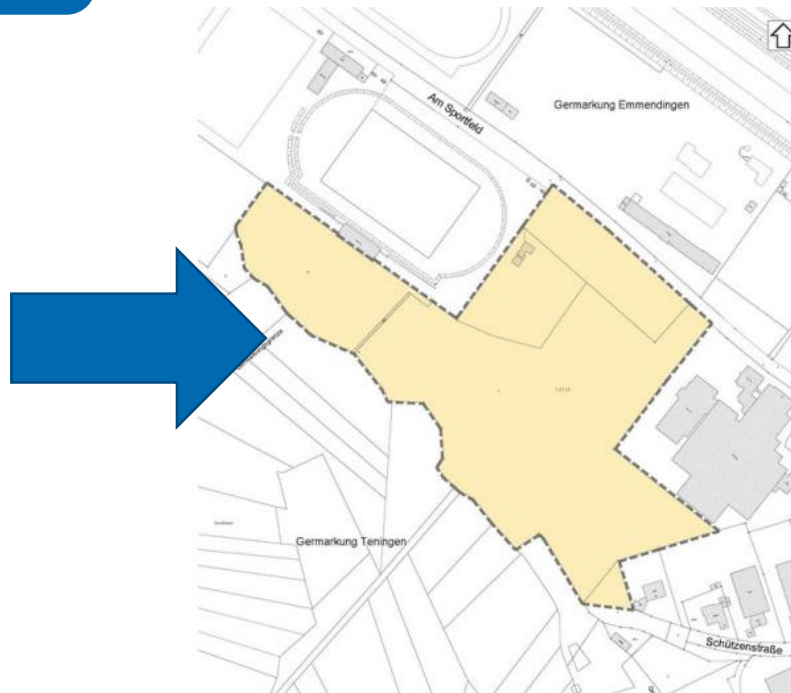 Am Sportfeld
Germarkung Emmendingen
Germarkung Teningen
Schützenstraße